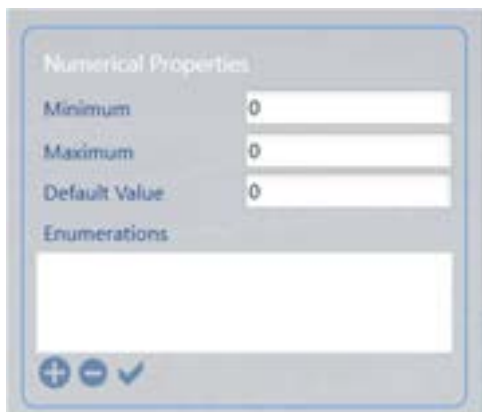 Numerical Properties
Minimum 0
Maximum 0
Default Value 0
Enumerations